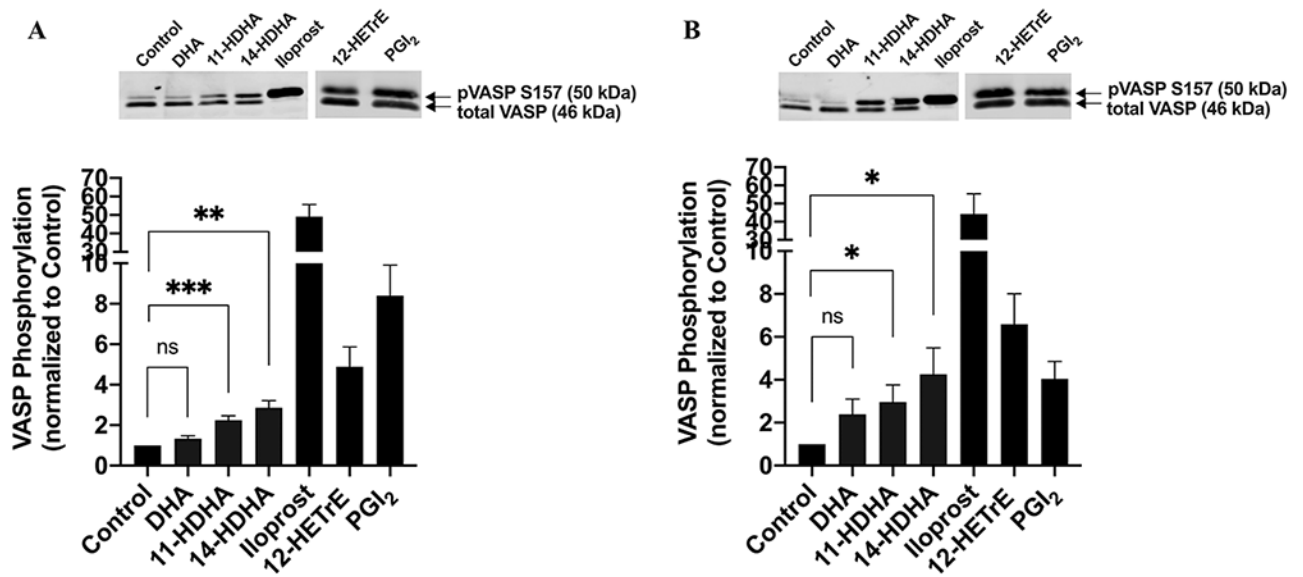 A
Control
DHA
11-HDHA
14-HDHA
Iloprost
12-HETrE
PGI₂
pVASP S157 (50 kDa)
total VASP (46 kDa)
VASP Phosphorylation
(normalized to Control)
70
60
50
40
30
10
8
6
4
2
0
ns
***
**
Control
DHA
11-HDHA
14-HDHA
Iloprost
12-HETrE
PGI₂
B
Control
DHA
11-HDHA
14-HDHA
Iloprost
12-HETrE
PGI₂
pVASP S157 (50 kDa)
total VASP (46 kDa)
VASP Phosphorylation
(normalized to Control)
70
60
50
40
30
10
8
6
4
2
0
ns
*
*
Control
DHA
11-HDHA
14-HDHA
Iloprost
12-HETrE
PGI₂